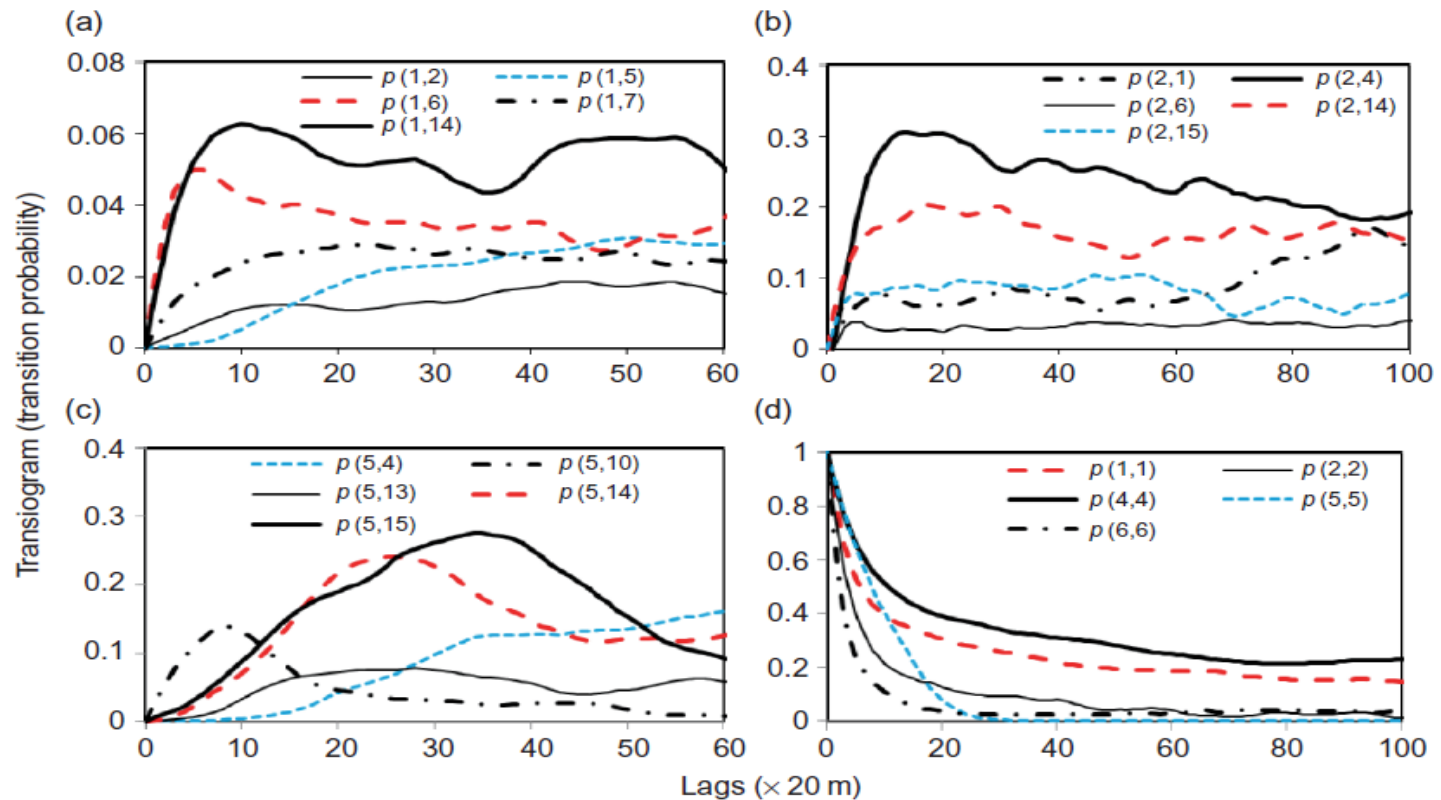 (a)
0.08
0.06
0.04
0.02
0
p (1,2) p (1,5)
p (1,6) p (1,7)
p (1,14)
0 10 20 30 40 50 60
(b)
0.4
0.3
0.2
0.1
0
p (2,1) p (2,4)
p (2,6) p (2,14)
p (2,15)
0 20 40 60 80 100
Transiogram (transition probability)
(c)
0.4
0.3
0.2
0.1
0
p (5,4) p (5,10)
p (5,13) p (5,14)
p (5,15)
0 10 20 30 40 50 60
(d)
1
0.8
0.6
0.4
0.2
0
p (1,1) p (2,2)
p (4,4) p (5,5)
p (6,6)
0 20 40 60 80 100
Lags (× 20 m)